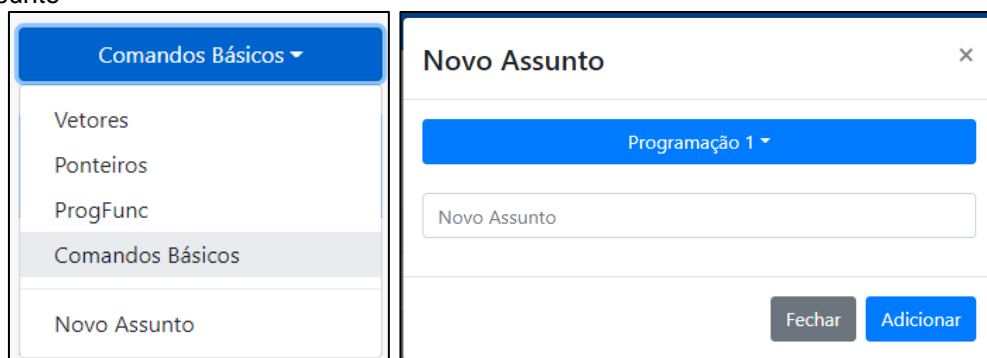 Comandos Básicos
Vetores
Ponteiros
ProgFunc
Comandos Básicos
Novo Assunto
Novo Assunto ×
Programação 1
Novo Assunto
Fechar Adicionar